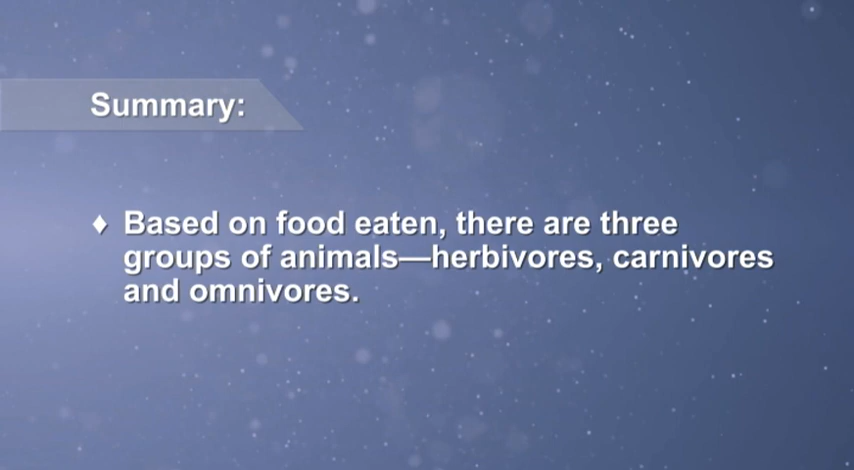 Summary:
♦ Based on food eaten, there are three
groups of animals—herbivores, carnivores
and omnivores.